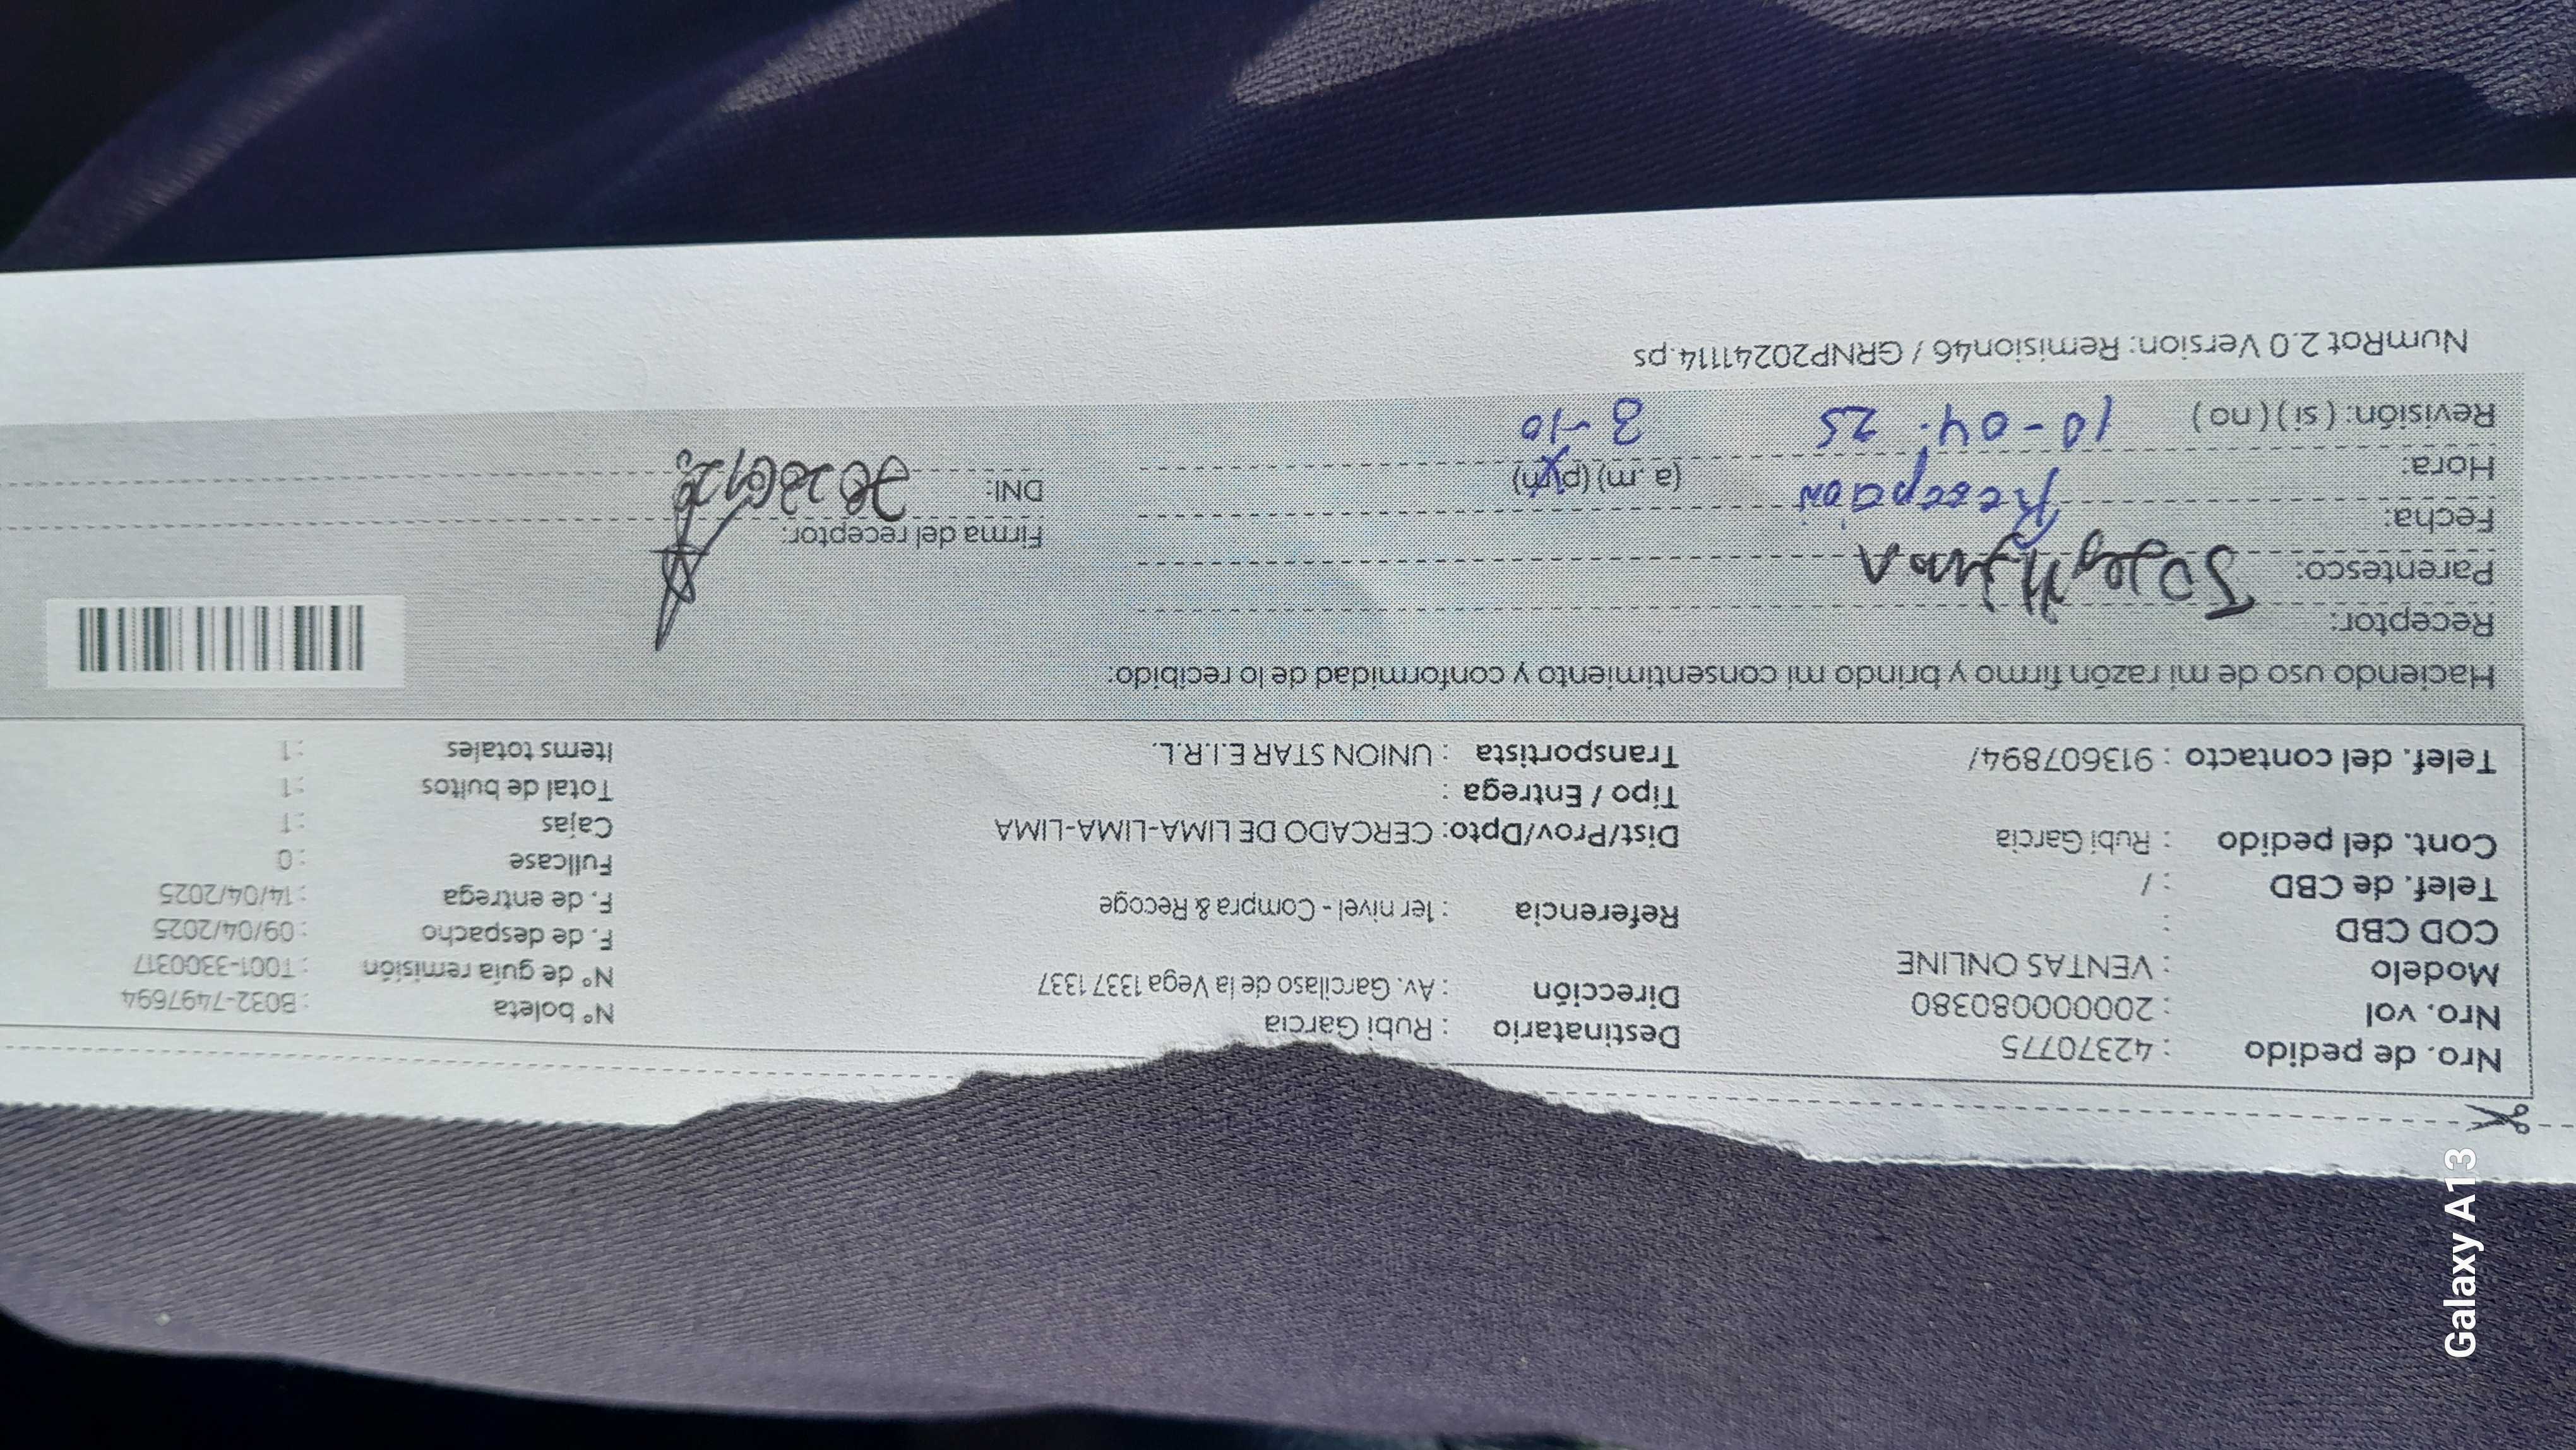 Nro. de pedido : 42370775
Nro. vol : 20000080380
Modelo : VENTAS ONLINE
COD CBD :
Telef. de CBD : /
Cont. del pedido : Rubi Garcia
Telef. del contacto : 913607894/
Destinatario : Rubi Garcia
Dirección : Av. Garcilaso de la Vega 1337 1337
Referencia : 1er nivel - Compra & Recoge
Dist/Prov/Dpto: CERCADO DE LIMA-LIMA-LIMA
Tipo / Entrega :
Transportista : UNION STAR E.I.R.L.
N° boleta : B032-7497694
N° de guía remisión : T001-3300317
F. de despacho : 09/04/2025
F. de entrega : 14/04/2025
Fullcase : 0
Cajas : 1
Total de bultos : 1
Items totales : 1
Haciendo uso de mi razón firmo y brindo mi consentimiento y conformidad de lo recibido:
Receptor:
Parentesco:
Fecha: Recepción
Hora: (a. m) (p.m)
Revisión: ( si ) ( no ) 10-04. 25 3-10
Firma del receptor:
DNI:
NumRot 2.0 Version: Remision46 / GRNP20241114.ps
Galaxy A13